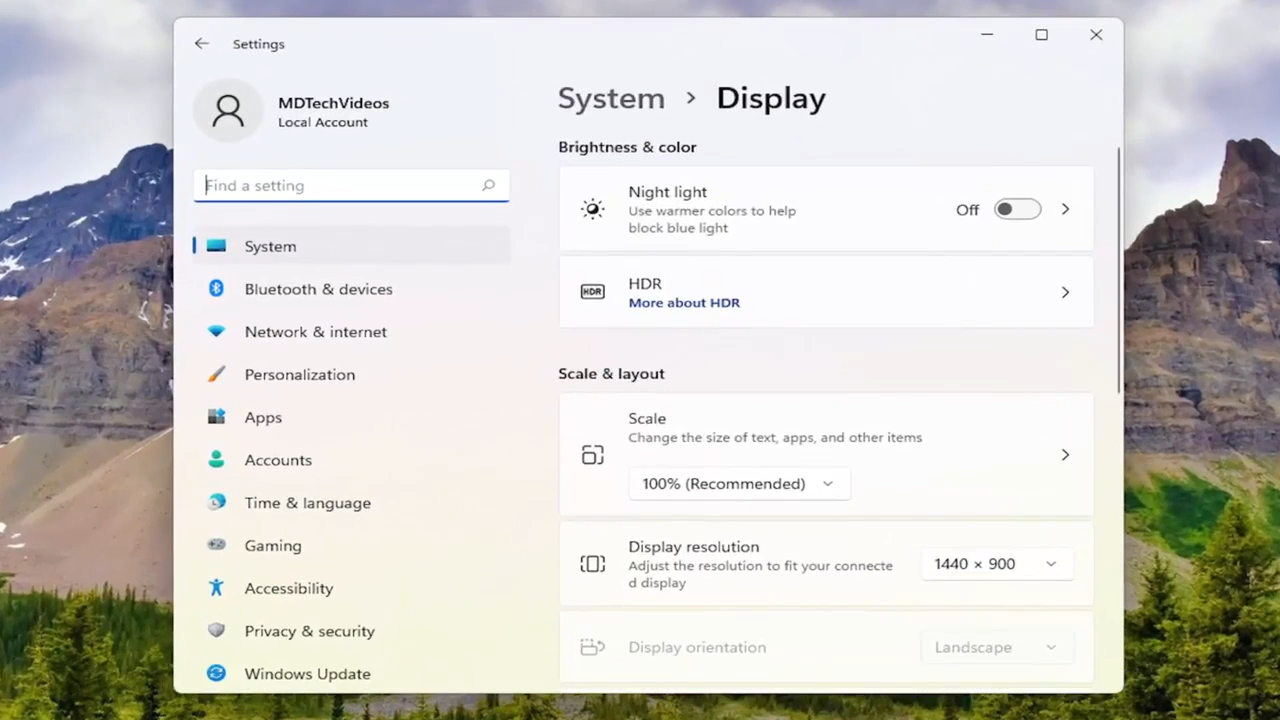 Settings
MDTechVideos
Local Account
Find a setting
System
Bluetooth & devices
Network & internet
Personalization
Apps
Accounts
Time & language
Gaming
Accessibility
Privacy & security
Windows Update
System > Display
Brightness & color
Night light
Use warmer colors to help
block blue light
Off
HDR
HDR
More about HDR
Scale & layout
Scale
Change the size of text, apps, and other items
100% (Recommended)
Display resolution
Adjust the resolution to fit your connecte
d display
1440 × 900
Display orientation
Landscape